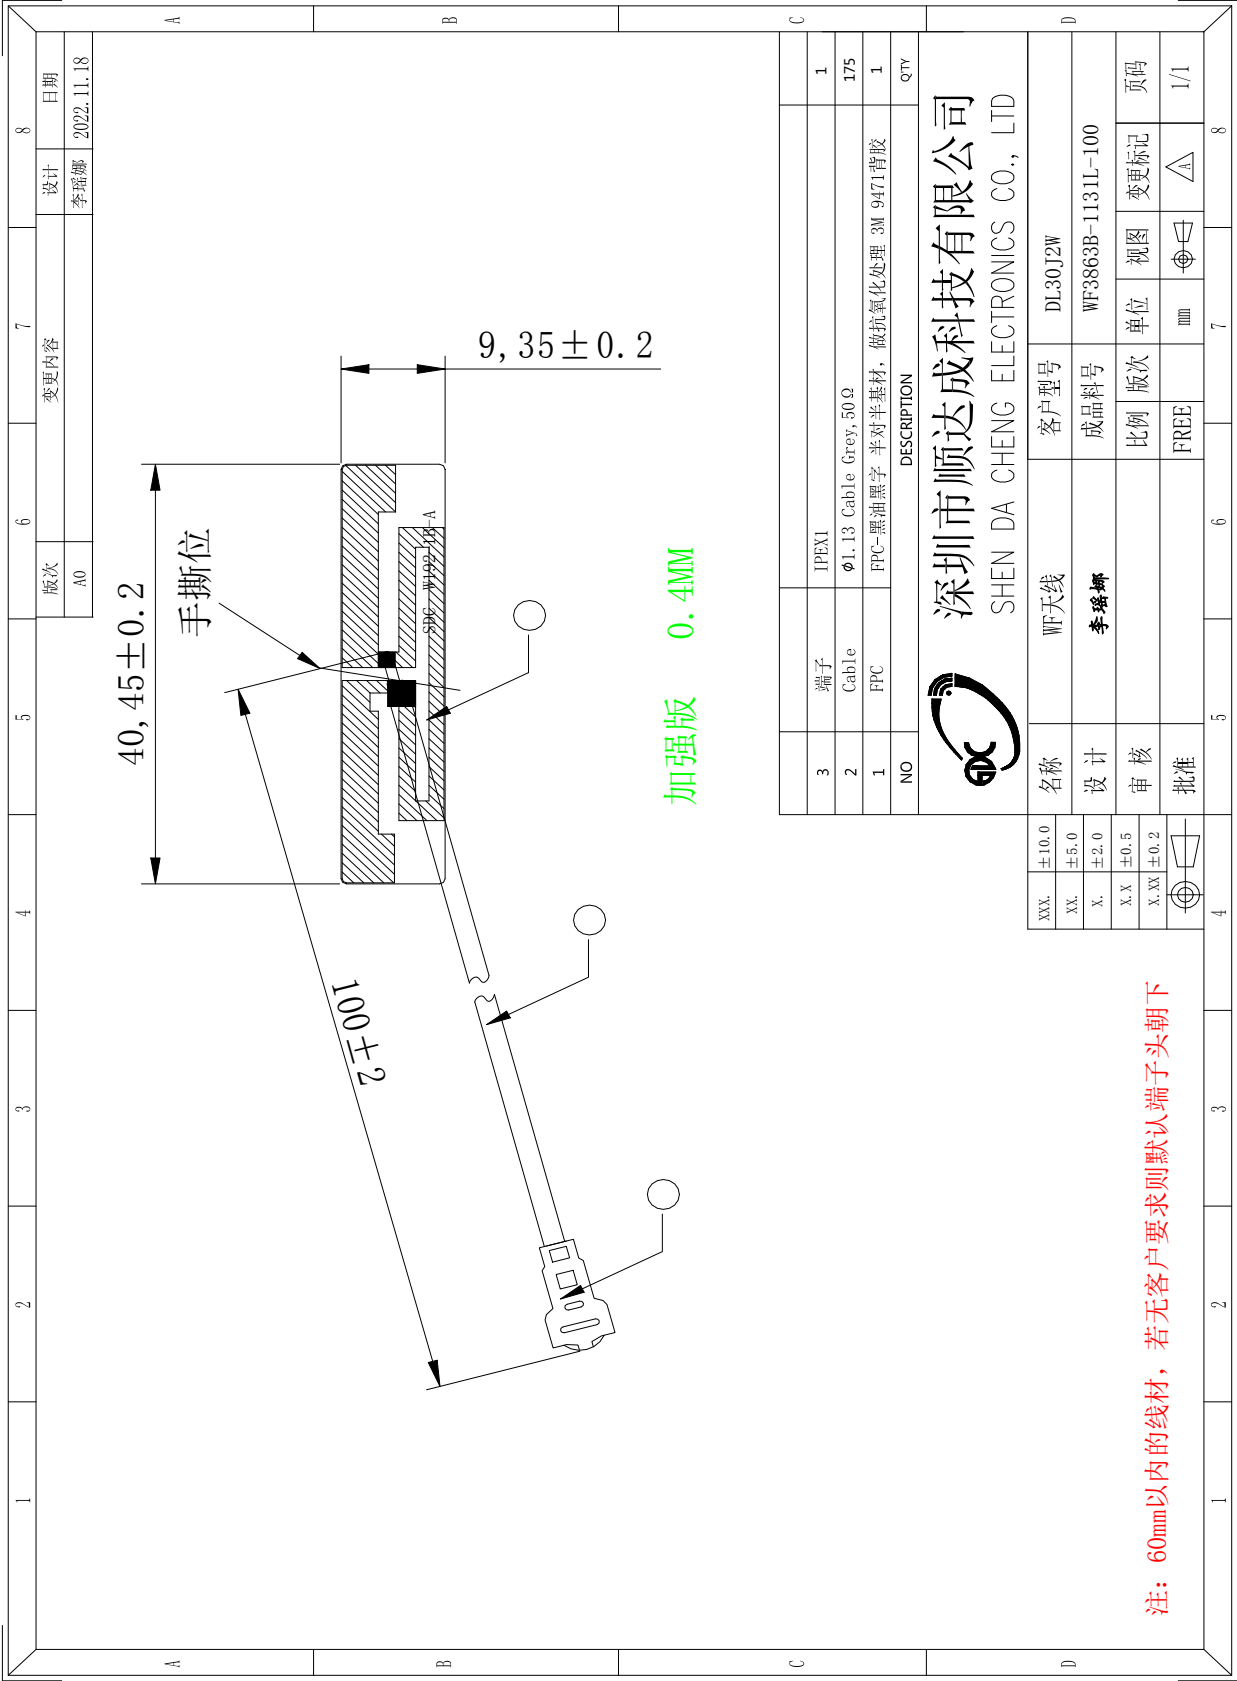 1 2 3 4 5 6 7 8
A
B
C
D
版次 变更内容 设计 日期
A0 李瑶娜 2022.11.18
40,45±0.2
手撕位
9,35±0.2
100±2
加强版 0.4MM
3 端子 IPEX1 1
2 Cable φ1.13 Cable Grey,50Ω 175
1 FPC FPC-黑油黑字 半对半基材, 做抗氧化处理 3M 9471背胶 1
NO DESCRIPTION Q'TY
深圳市顺达成科技有限公司
SHEN DA CHENG ELECTRONICS CO., LTD
名称 WF天线 客户型号 DL30J2W
设 计 李瑶娜 成品料号 WF3863B-1131L-100
审 核 比例 版次 单位 视图 变更标记 页码
批准 FREE mm A 1/1
XXX. ±10.0
XX. ±5.0
X. ±2.0
X.X ±0.5
X.XX ±0.2
注: 60mm以内的线材, 若无客户要求则默认端子头朝下
1 2 3 4 5 6 7 8
A
B
C
D